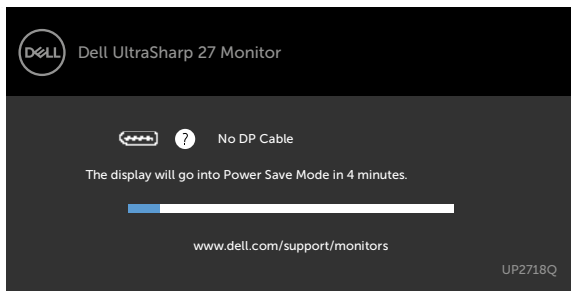 DELL
Dell UltraSharp 27 Monitor
? No DP Cable
The display will go into Power Save Mode in 4 minutes.
www.dell.com/support/monitors
UP2718Q